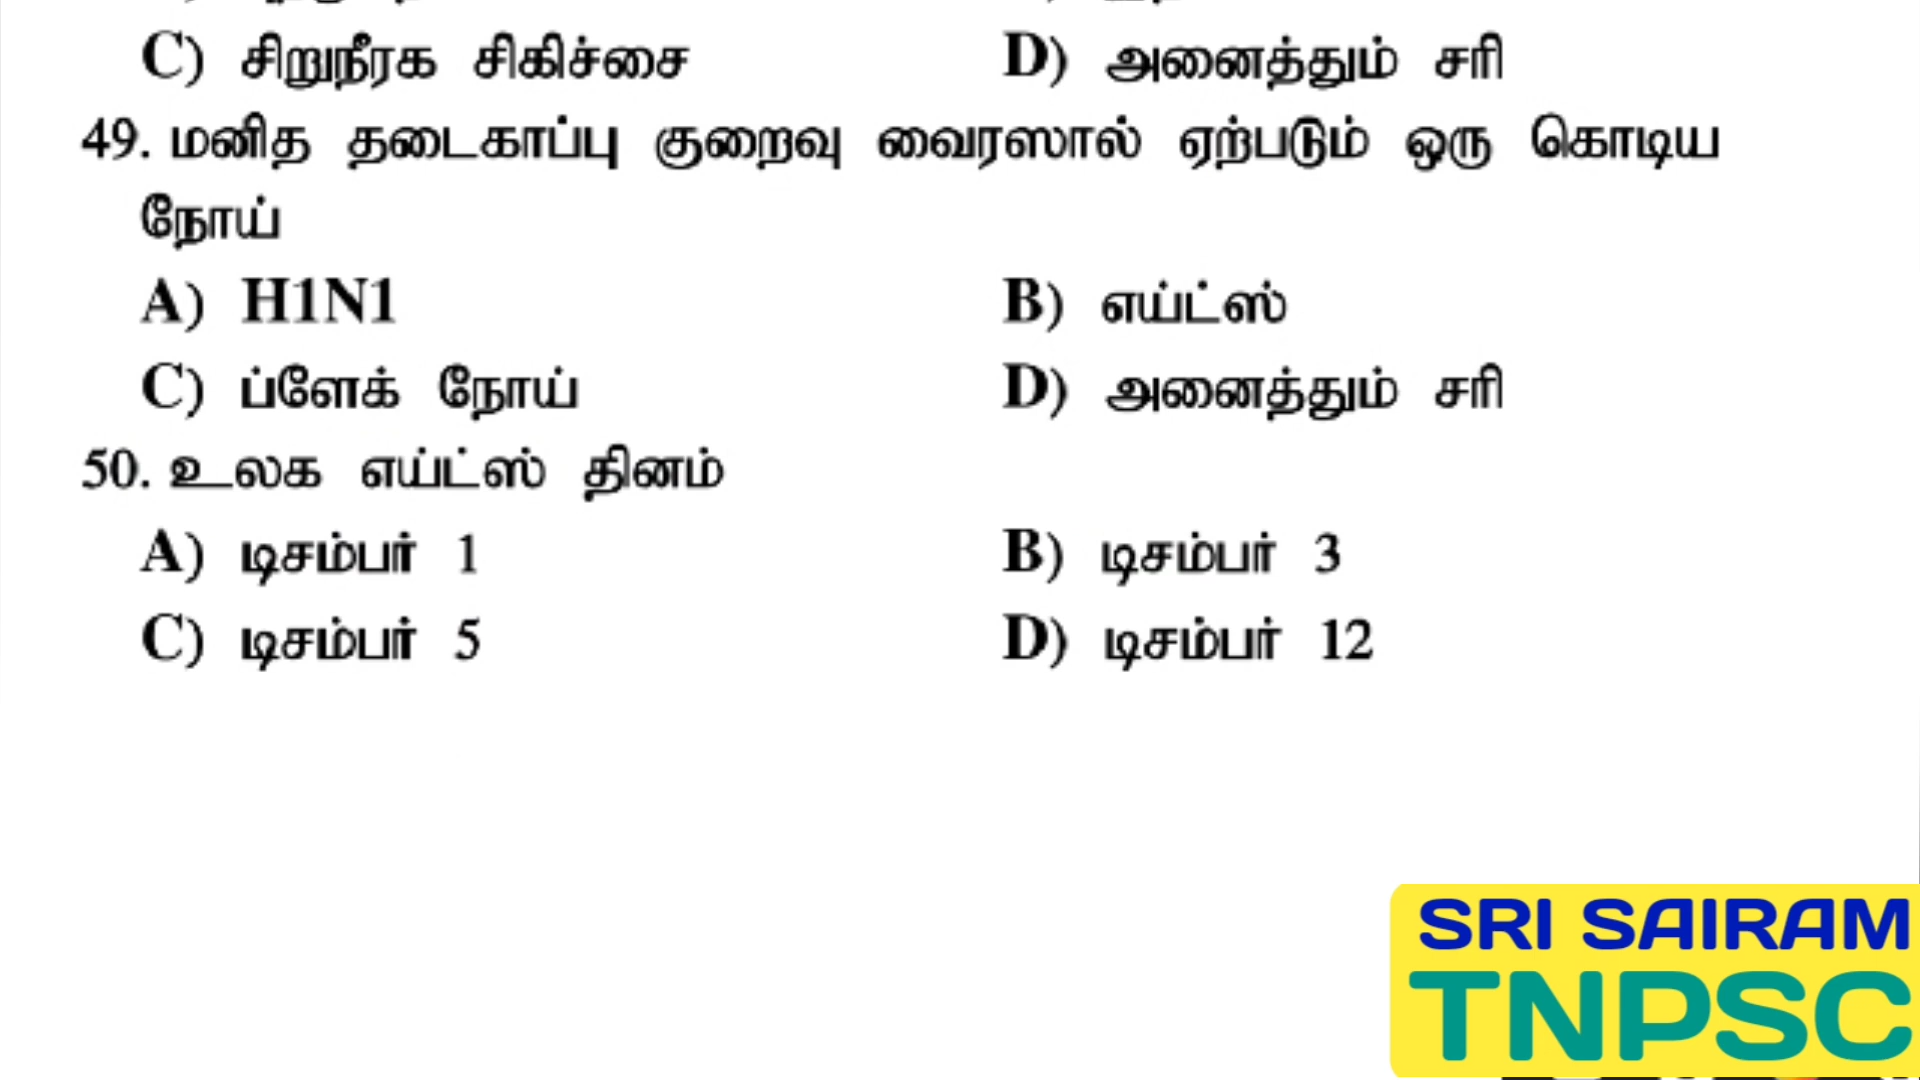 C) சிறுநீரக சிகிச்சை D) அனைத்தும் சரி
49. மனித தடைகாப்பு குறைவு வைரஸால் ஏற்படும் ஒரு கொடிய
நோய்
A) H1N1 B) எய்ட்ஸ்
C) ப்ளேக் நோய் D) அனைத்தும் சரி
50. உலக எய்ட்ஸ் தினம்
A) டிசம்பர் 1 B) டிசம்பர் 3
C) டிசம்பர் 5 D) டிசம்பர் 12
SRI SAIRAM
TNPSC